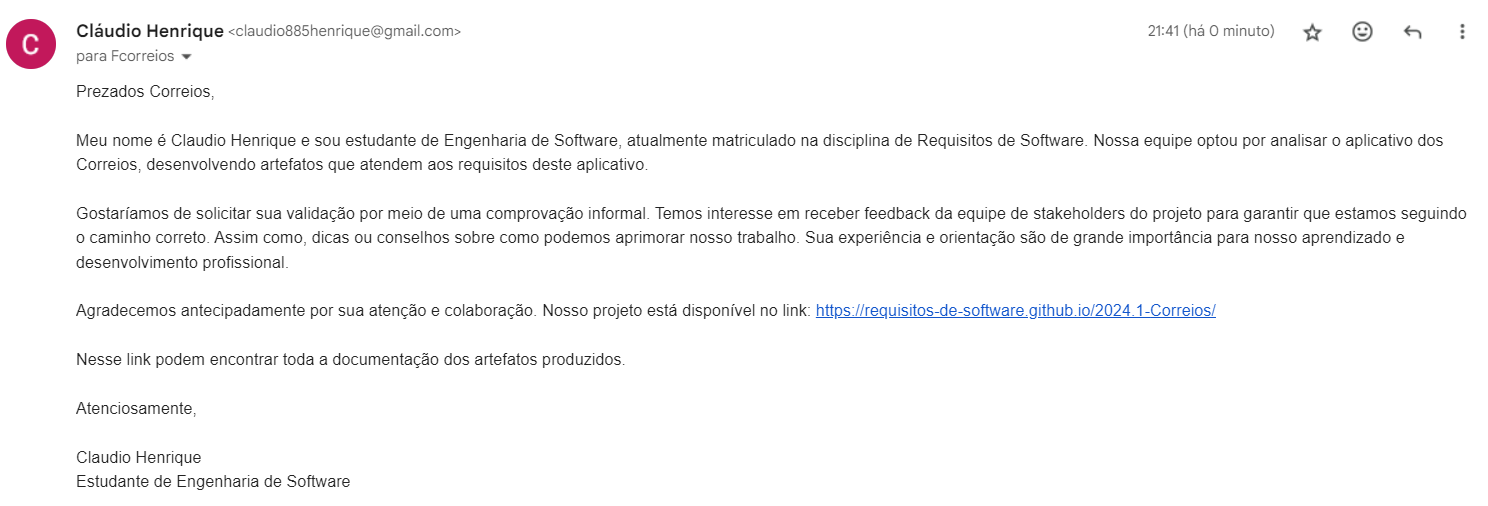 C
Cláudio Henrique <claudio885henrique@gmail.com>
21:41 (há 0 minuto)
para Fcorreios
Prezados Correios,
Meu nome é Claudio Henrique e sou estudante de Engenharia de Software, atualmente matriculado na disciplina de Requisitos de Software. Nossa equipe optou por analisar o aplicativo dos
Correios, desenvolvendo artefatos que atendem aos requisitos deste aplicativo.
Gostaríamos de solicitar sua validação por meio de uma comprovação informal. Temos interesse em receber feedback da equipe de stakeholders do projeto para garantir que estamos seguindo
o caminho correto. Assim como, dicas ou conselhos sobre como podemos aprimorar nosso trabalho. Sua experiência e orientação são de grande importância para nosso aprendizado e
desenvolvimento profissional.
Agradecemos antecipadamente por sua atenção e colaboração. Nosso projeto está disponível no link: https://requisitos-de-software.github.io/2024.1-Correios/
Nesse link podem encontrar toda a documentação dos artefatos produzidos.
Atenciosamente,
Claudio Henrique
Estudante de Engenharia de Software